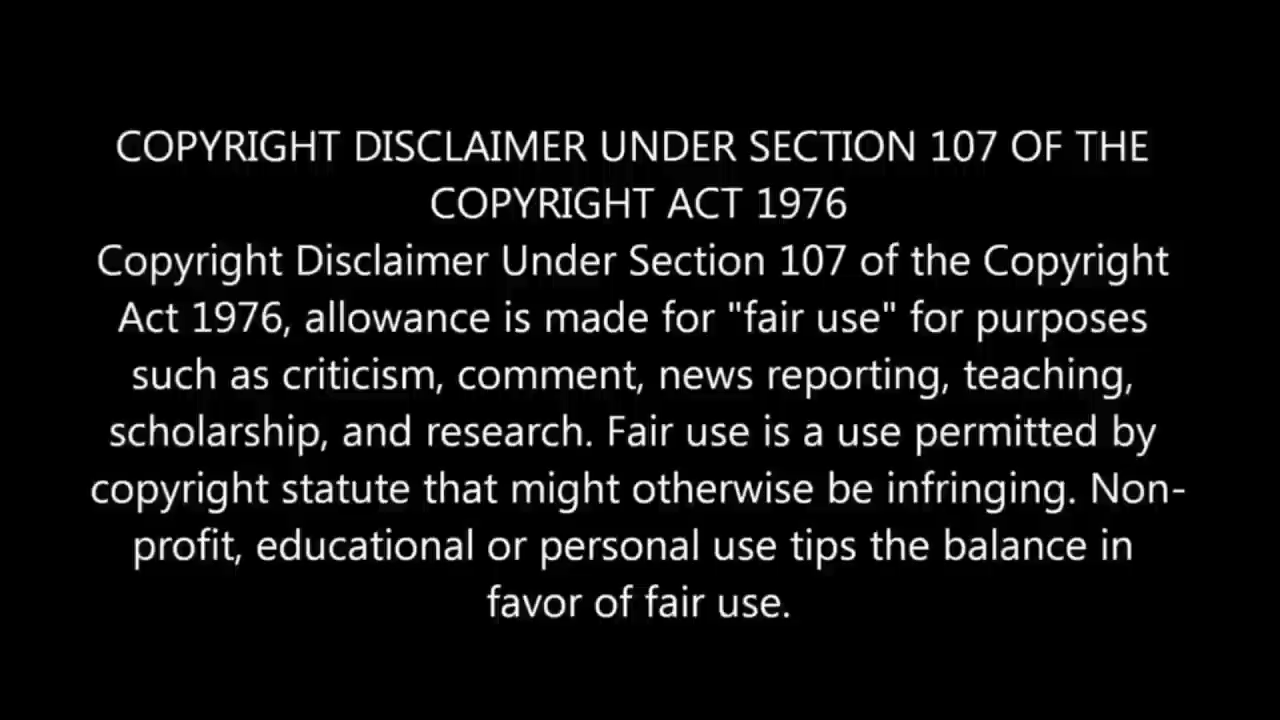 COPYRIGHT DISCLAIMER UNDER SECTION 107 OF THE
COPYRIGHT ACT 1976
Copyright Disclaimer Under Section 107 of the Copyright
Act 1976, allowance is made for "fair use" for purposes
such as criticism, comment, news reporting, teaching,
scholarship, and research. Fair use is a use permitted by
copyright statute that might otherwise be infringing. Non-
profit, educational or personal use tips the balance in
favor of fair use.